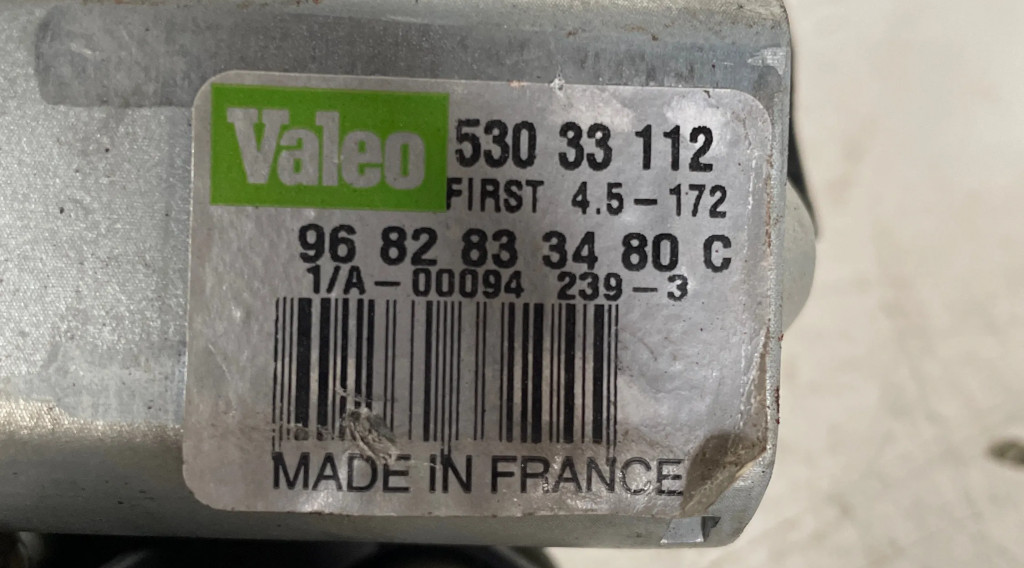 Valeo 530 33 112
FIRST 4.5-172
96 82 83 34 80 C
1/A-00094 239-3
MADE IN FRANCE